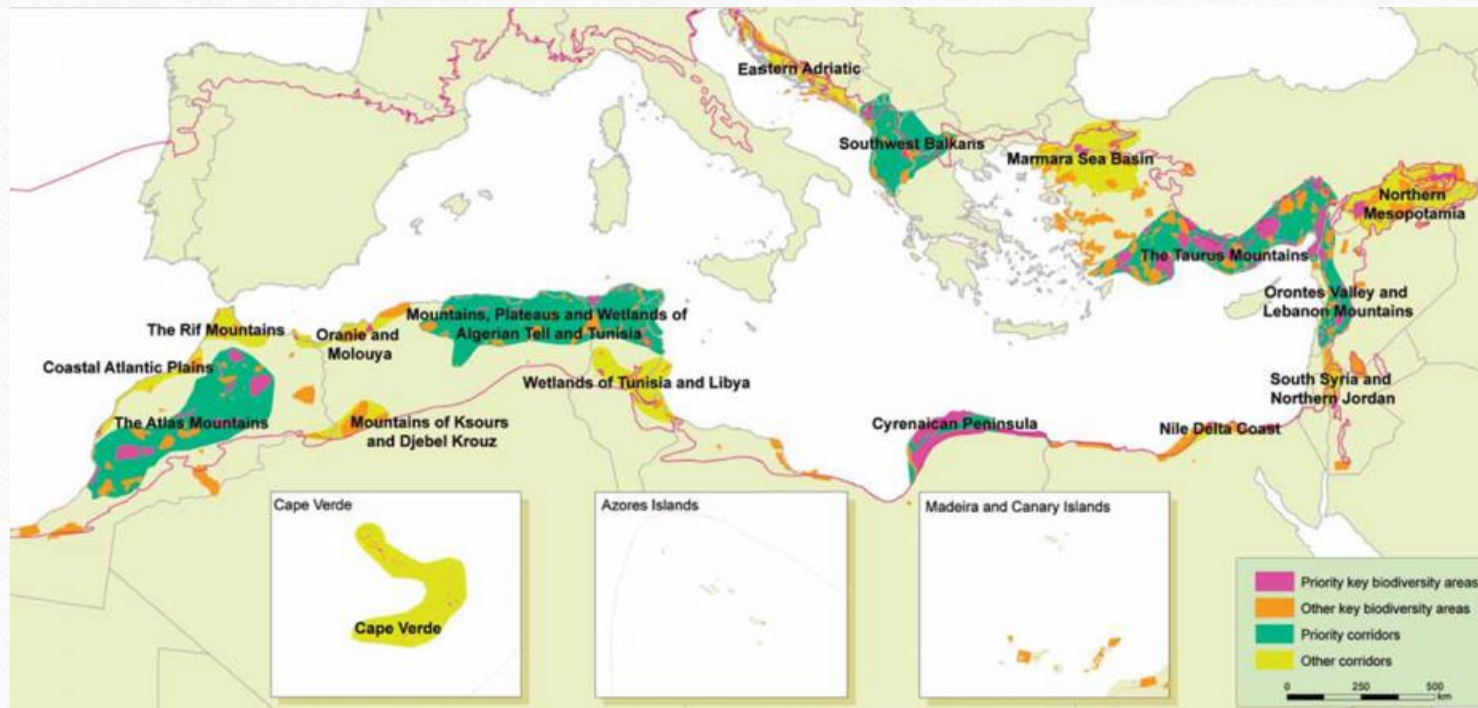 Eastern Adriatic
Southwest Balkans
Marmara Sea Basin
Northern
Mesopotamia
The Taurus Mountains
Orontes Valley and
Lebanon Mountains
Mountains, Plateaus and Wetlands of
Algerian Tell and Tunisia
The Rif Mountains
Oranie and
Molouya
Coastal Atlantic Plains
Wetlands of Tunisia and Libya
South Syria and
Northern Jordan
The Atlas Mountains
Mountains of Ksours
and Djebel Krouz
Cyrenaican Peninsula
Nile Delta Coast
Cape Verde
Cape Verde
Azores Islands
Madeira and Canary Islands
Priority key biodiversity areas
Other key biodiversity areas
Priority corridors
Other corridors
0 250 500
km